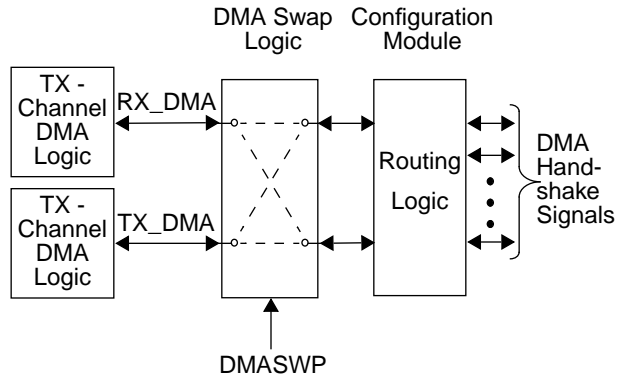 DMA Swap
Logic
Configuration
Module
TX -
Channel
DMA
Logic
RX_DMA
TX -
Channel
DMA
Logic
TX_DMA
Routing
Logic
DMA
Hand-
shake
Signals
DMASWP